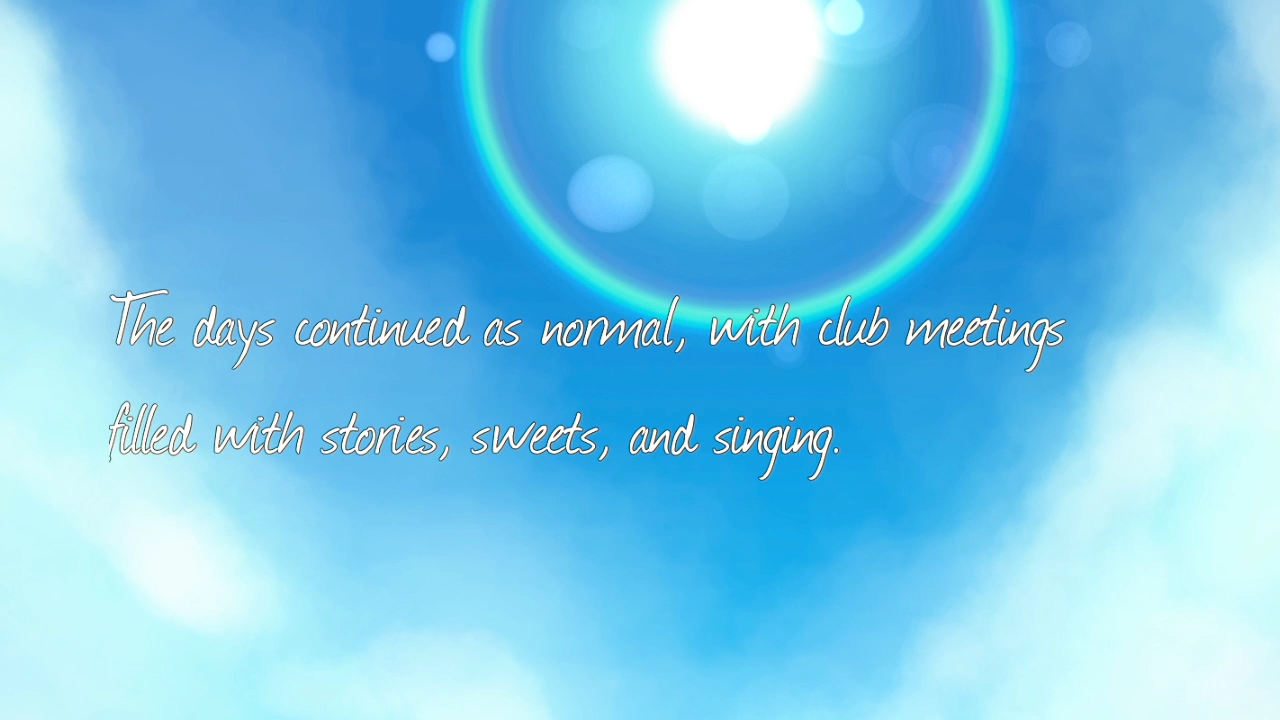 The days continued as normal, with club meetings
filled with stories, sweets, and singing.